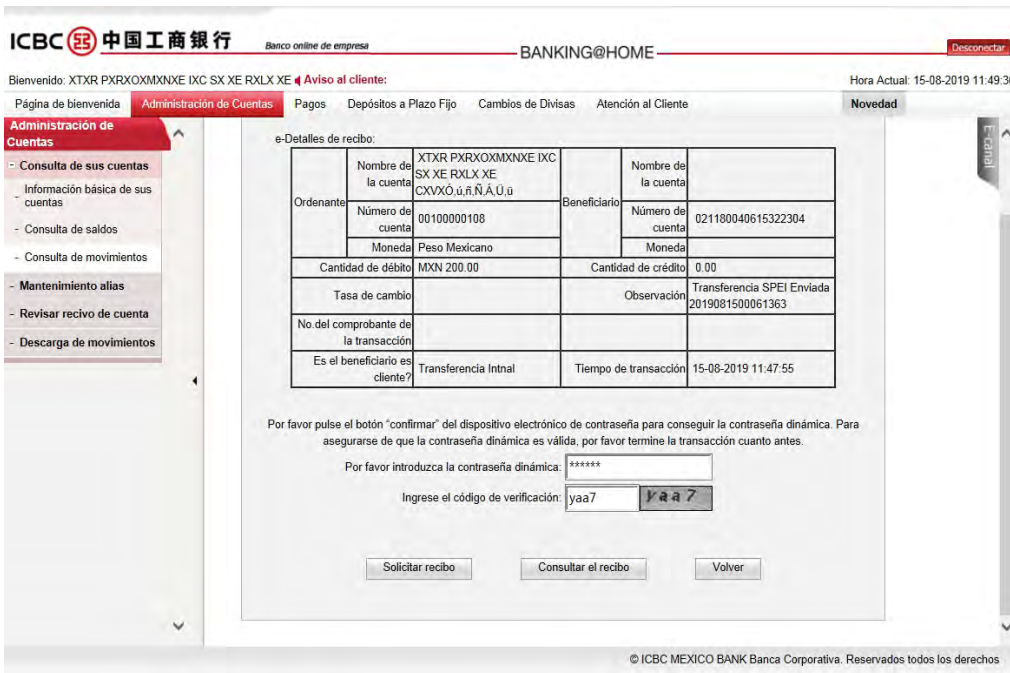 ICBC 中国工商银行 Banco online de empresa BANKING@HOME Desconectar
Bienvenido: XTXR PXRXOXMXNXE IXC SX XE RXLX XE Aviso al cliente: Hora Actual: 15-08-2019 11:49:36
Página de bienvenida Administración de Cuentas Pagos Depósitos a Plazo Fijo Cambios de Divisas Atención al Cliente Novedad
Administración de
Cuentas
- Consulta de sus cuentas
- Información básica de sus
cuentas
- Consulta de saldos
- Consulta de movimientos
- Mantenimiento alias
- Revisar recivo de cuenta
- Descarga de movimientos
E-canal
e-Detalles de recibo:
Ordenante
Nombre de
la cuenta
XTXR PXRXOXMXNXE IXC
SX XE RXLX XE
CXVXÓ,ú,ñ,Ñ,Á,Ü,ü
Beneficiario
Nombre de
la cuenta
Número de
cuenta
00100000108
Número de
cuenta
021180040615322304
Moneda Peso Mexicano Moneda
Cantidad de débito MXN 200.00 Cantidad de crédito 0.00
Tasa de cambio Observación
Transferencia SPEI Enviada
2019081500061363
No.del comprobante de
la transacción
Es el beneficiario es
cliente?
Transferencia Intnal Tiempo de transacción 15-08-2019 11:47:55
Por favor pulse el botón "confirmar" del dispositivo electrónico de contraseña para conseguir la contraseña dinámica. Para
asegurarse de que la contraseña dinámica es válida, por favor termine la transacción cuanto antes.
Por favor introduzca la contraseña dinámica: ******
Ingrese el código de verificación: yaa7 yaa7
Solicitar recibo Consultar el recibo Volver
© ICBC MEXICO BANK Banca Corporativa. Reservados todos los derechos